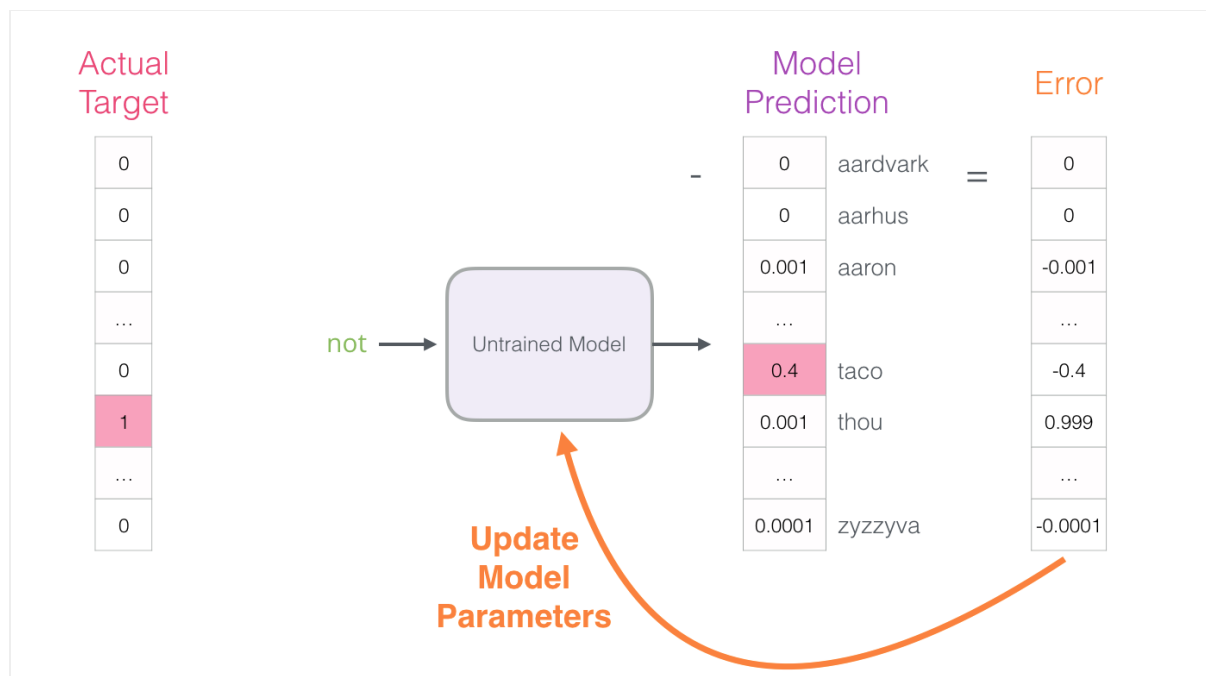 Actual
Target
Model
Prediction
Error
0 - 0 aardvark = 0
0 0 aarhus 0
0 0.001 aaron -0.001
... ... ...
not Untrained Model
0 0.4 taco -0.4
1 0.001 thou 0.999
... ... ...
0 0.0001 zyzzyva -0.0001
Update
Model
Parameters